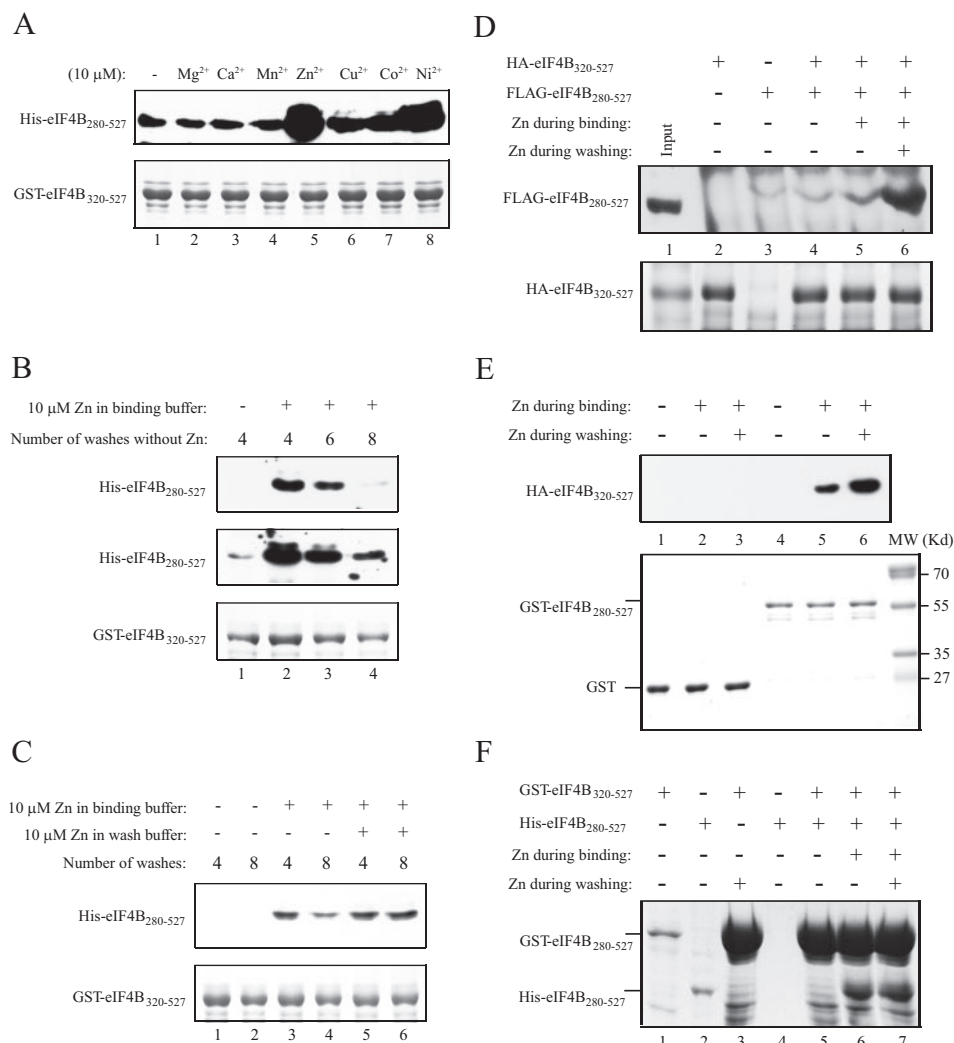 A
(10 μM): - Mg2+ Ca2+ Mn2+ Zn2+ Cu2+ Co2+ Ni2+
His-eIF4B280-527
GST-eIF4B320-527
1 2 3 4 5 6 7 8
B
10 μM Zn in binding buffer: - + + +
Number of washes without Zn: 4 4 6 8
His-eIF4B280-527
His-eIF4B280-527
GST-eIF4B320-527
1 2 3 4
C
10 μM Zn in binding buffer: - - + + + +
10 μM Zn in wash buffer: + +
Number of washes: 4 8 4 8 4 8
His-eIF4B280-527
GST-eIF4B320-527
1 2 3 4 5 6
D
HA-eIF4B320-527 + - + + +
FLAG-eIF4B280-527 - + + + +
Zn during binding: - - - + +
Zn during washing: - - - - +
Input
FLAG-eIF4B280-527
1 2 3 4 5 6
HA-eIF4B320-527
E
Zn during binding: - + + - + +
Zn during washing: + +
HA-eIF4B320-527
1 2 3 4 5 6 MW (Kd)
GST-eIF4B280-527
GST
70
55
35
27
F
GST-eIF4B320-527 + - + - + + +
His-eIF4B280-527 - + - + + + +
Zn during binding: - - - - - + +
Zn during washing: - - + - - - +
GST-eIF4B280-527
His-eIF4B280-527
1 2 3 4 5 6 7